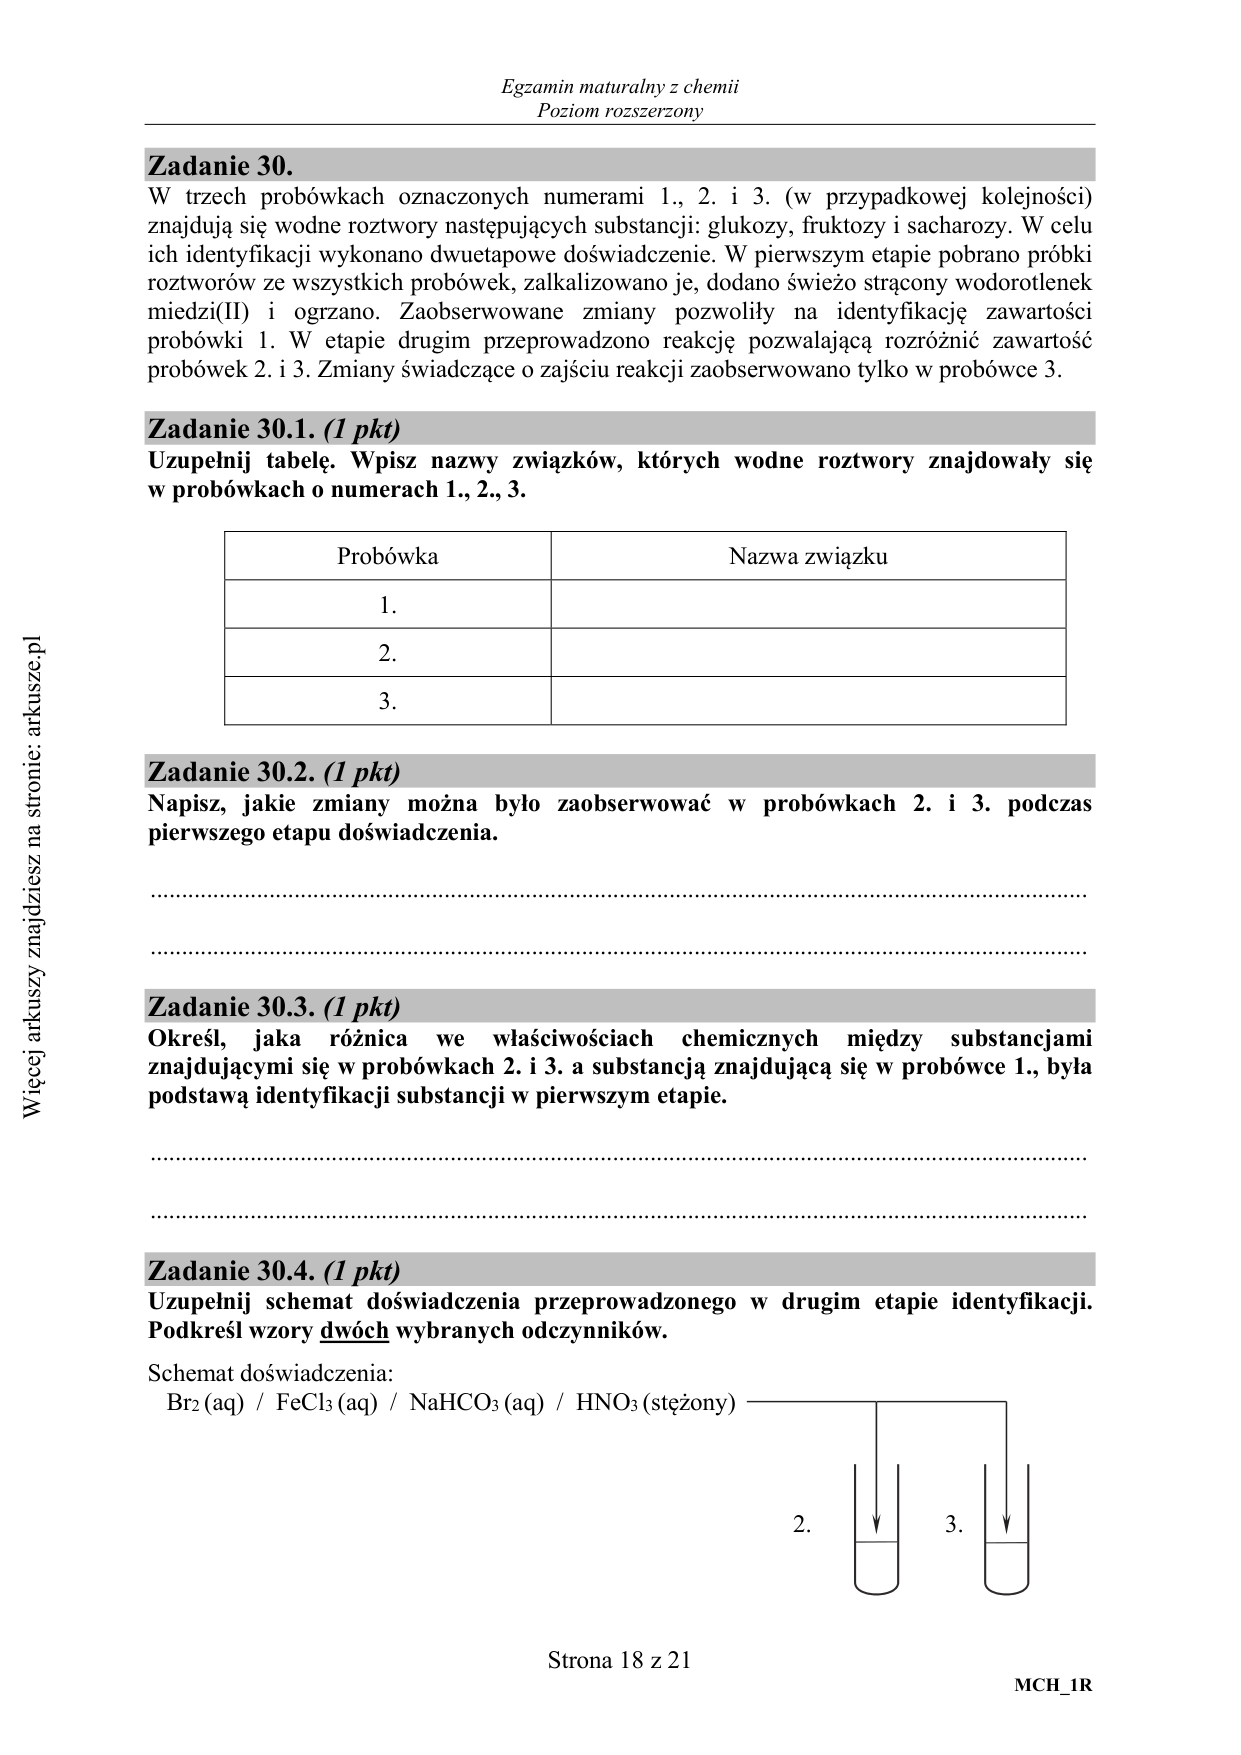 Egzamin maturalny z chemii
Poziom rozszerzony
Zadanie 30.
W trzech probówkach oznaczonych numerami 1., 2. i 3. (w przypadkowej kolejności)
znajdują się wodne roztwory następujących substancji: glukozy, fruktozy i sacharozy. W celu
ich identyfikacji wykonano dwuetapowe doświadczenie. W pierwszym etapie pobrano próbki
roztworów ze wszystkich probówek, zalkalizowano je, dodano świeżo strącony wodorotlenek
miedzi(II) i ogrzano. Zaobserwowane zmiany pozwoliły na identyfikację zawartości
probówki 1. W etapie drugim przeprowadzono reakcję pozwalającą rozróżnić zawartość
probówek 2. i 3. Zmiany świadczące o zajściu reakcji zaobserwowano tylko w probówce 3.
Zadanie 30.1. (1 pkt)
Uzupełnij tabelę. Wpisz nazwy związków, których wodne roztwory znajdowały się
w probówkach o numerach 1., 2., 3.
Probówka Nazwa związku
1.
2.
3.
Zadanie 30.2. (1 pkt)
Napisz, jakie zmiany można było zaobserwować w probówkach 2. i 3. podczas
pierwszego etapu doświadczenia.
Zadanie 30.3. (1 pkt)
Określ, jaka różnica we właściwościach chemicznych między substancjami
znajdującymi się w probówkach 2. i 3. a substancją znajdującą się w probówce 1., była
podstawą identyfikacji substancji w pierwszym etapie.
Zadanie 30.4. (1 pkt)
Uzupełnij schemat doświadczenia przeprowadzonego w drugim etapie identyfikacji.
Podkreśl wzory dwóch wybranych odczynników.
Schemat doświadczenia:
Br2 (aq) / FeCl3 (aq) / NaHCO3 (aq) / HNO3 (stężony)
2. 3.
Strona 18 z 21
MCH_1R
Więcej arkuszy znajdziesz na stronie: arkusze.pl